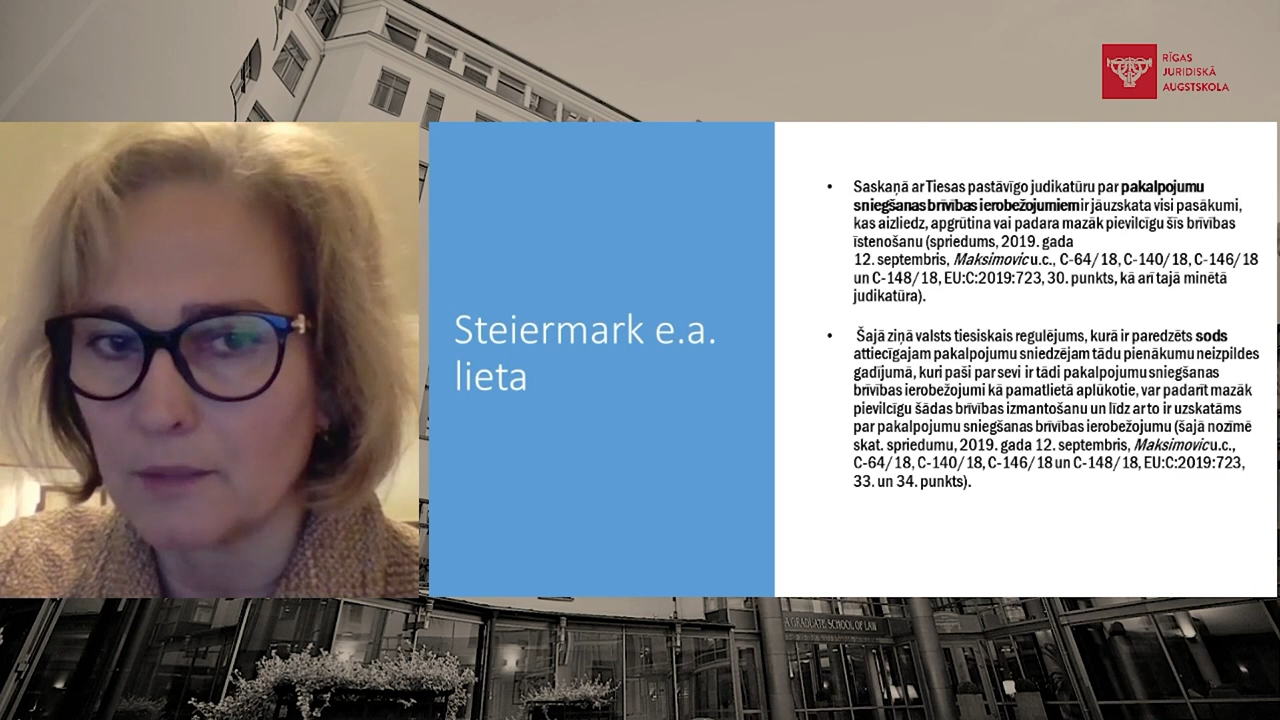 RĪGAS
JURIDISKĀ
AUGSTSKOLA
Steiermark e.a.
lieta
• Saskaņā ar Tiesas pastāvīgo judikatūru par pakalpojumu
sniegšanas brīvības ierobežojumiem ir jāuzskata visi pasākumi,
kas aizliedz, apgrūtina vai padara mazāk pievilcīgu šīs brīvības
īstenošanu (spriedums, 2019. gada
12. septembris, Maksimovic u.c., C-64/18, C-140/18, C-146/18
un C-148/18, EU:C:2019:723, 30. punkts, kā arī tajā minētā
judikatūra).
• Šajā ziņā valsts tiesiskais regulējums, kurā ir paredzēts sods
attiecīgajam pakalpojumu sniedzējam tādu pienākumu neizpildes
gadījumā, kuri paši par sevi ir tādi pakalpojumu sniegšanas
brīvības ierobežojumi kā pamatlietā aplūkotie, var padarīt mazāk
pievilcīgu šādas brīvības izmantošanu un līdz ar to ir uzskatāms
par pakalpojumu sniegšanas brīvības ierobežojumu (šajā nozīmē
skat. spriedumu, 2019. gada 12. septembris, Maksimovic u.c.,
C-64/18, C-140/18, C-146/18 un C-148/18, EU:C:2019:723,
33. un 34. punkts).
A GRADUATE SCHOOL OF LAW